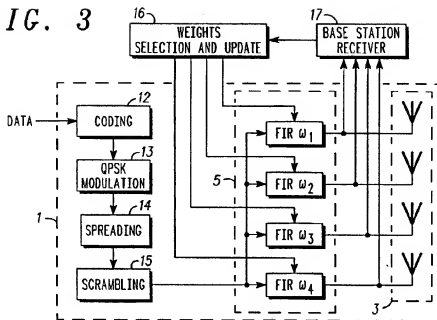 IG. 3
16
WEIGHTS
SELECTION AND UPDATE
17
BASE STATION
RECEIVER
DATA
12
CODING
13
QPSK
MODULATION
14
SPREADING
15
SCRAMBLING
1
5
FIR ω1
FIR ω2
FIR ω3
FIR ω4
3